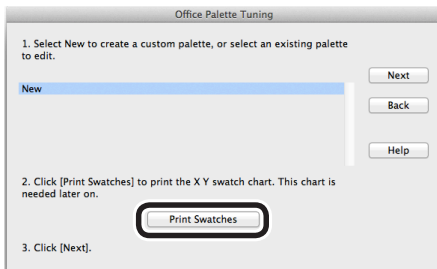 Office Palette Tuning
1. Select New to create a custom palette, or select an existing palette
to edit.
Next
New
Back
Help
2. Click [Print Swatches] to print the X Y swatch chart. This chart is
needed later on.
Print Swatches
3. Click [Next].